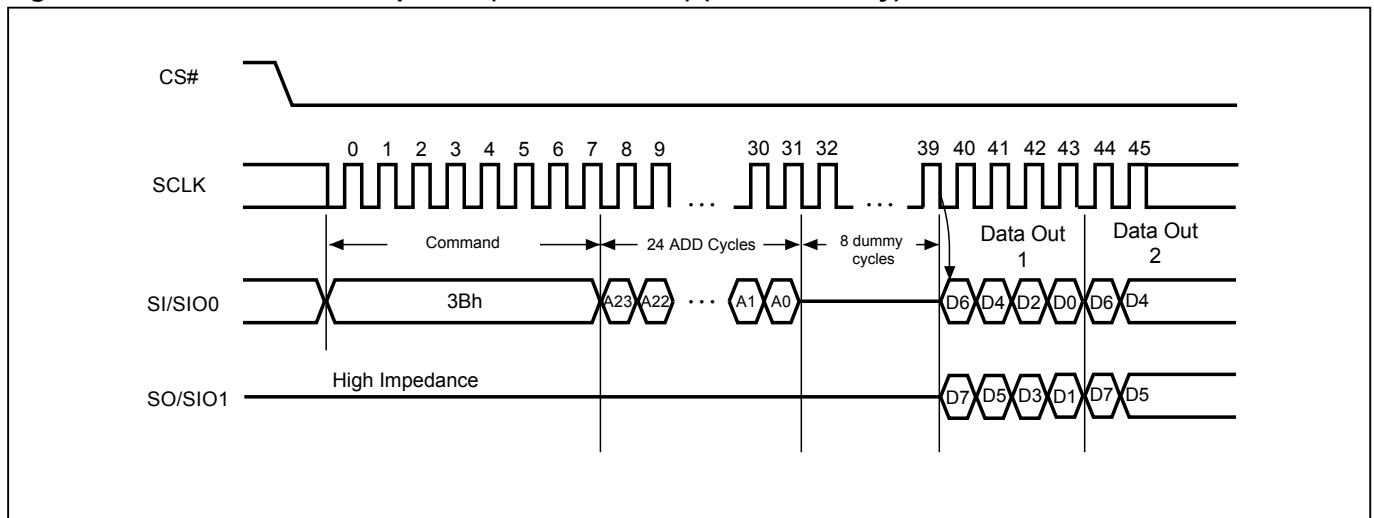 CS#
0 1 2 3 4 5 6 7 8 9 30 31 32 39 40 41 42 43 44 45
SCLK
... ...
Command 24 ADD Cycles 8 dummy cycles Data Out 1 Data Out 2
SI/SIO0 3Bh A23 A22 ... A1 A0 D6 D4 D2 D0 D6 D4
High Impedance
SO/SIO1 D7 D5 D3 D1 D7 D5